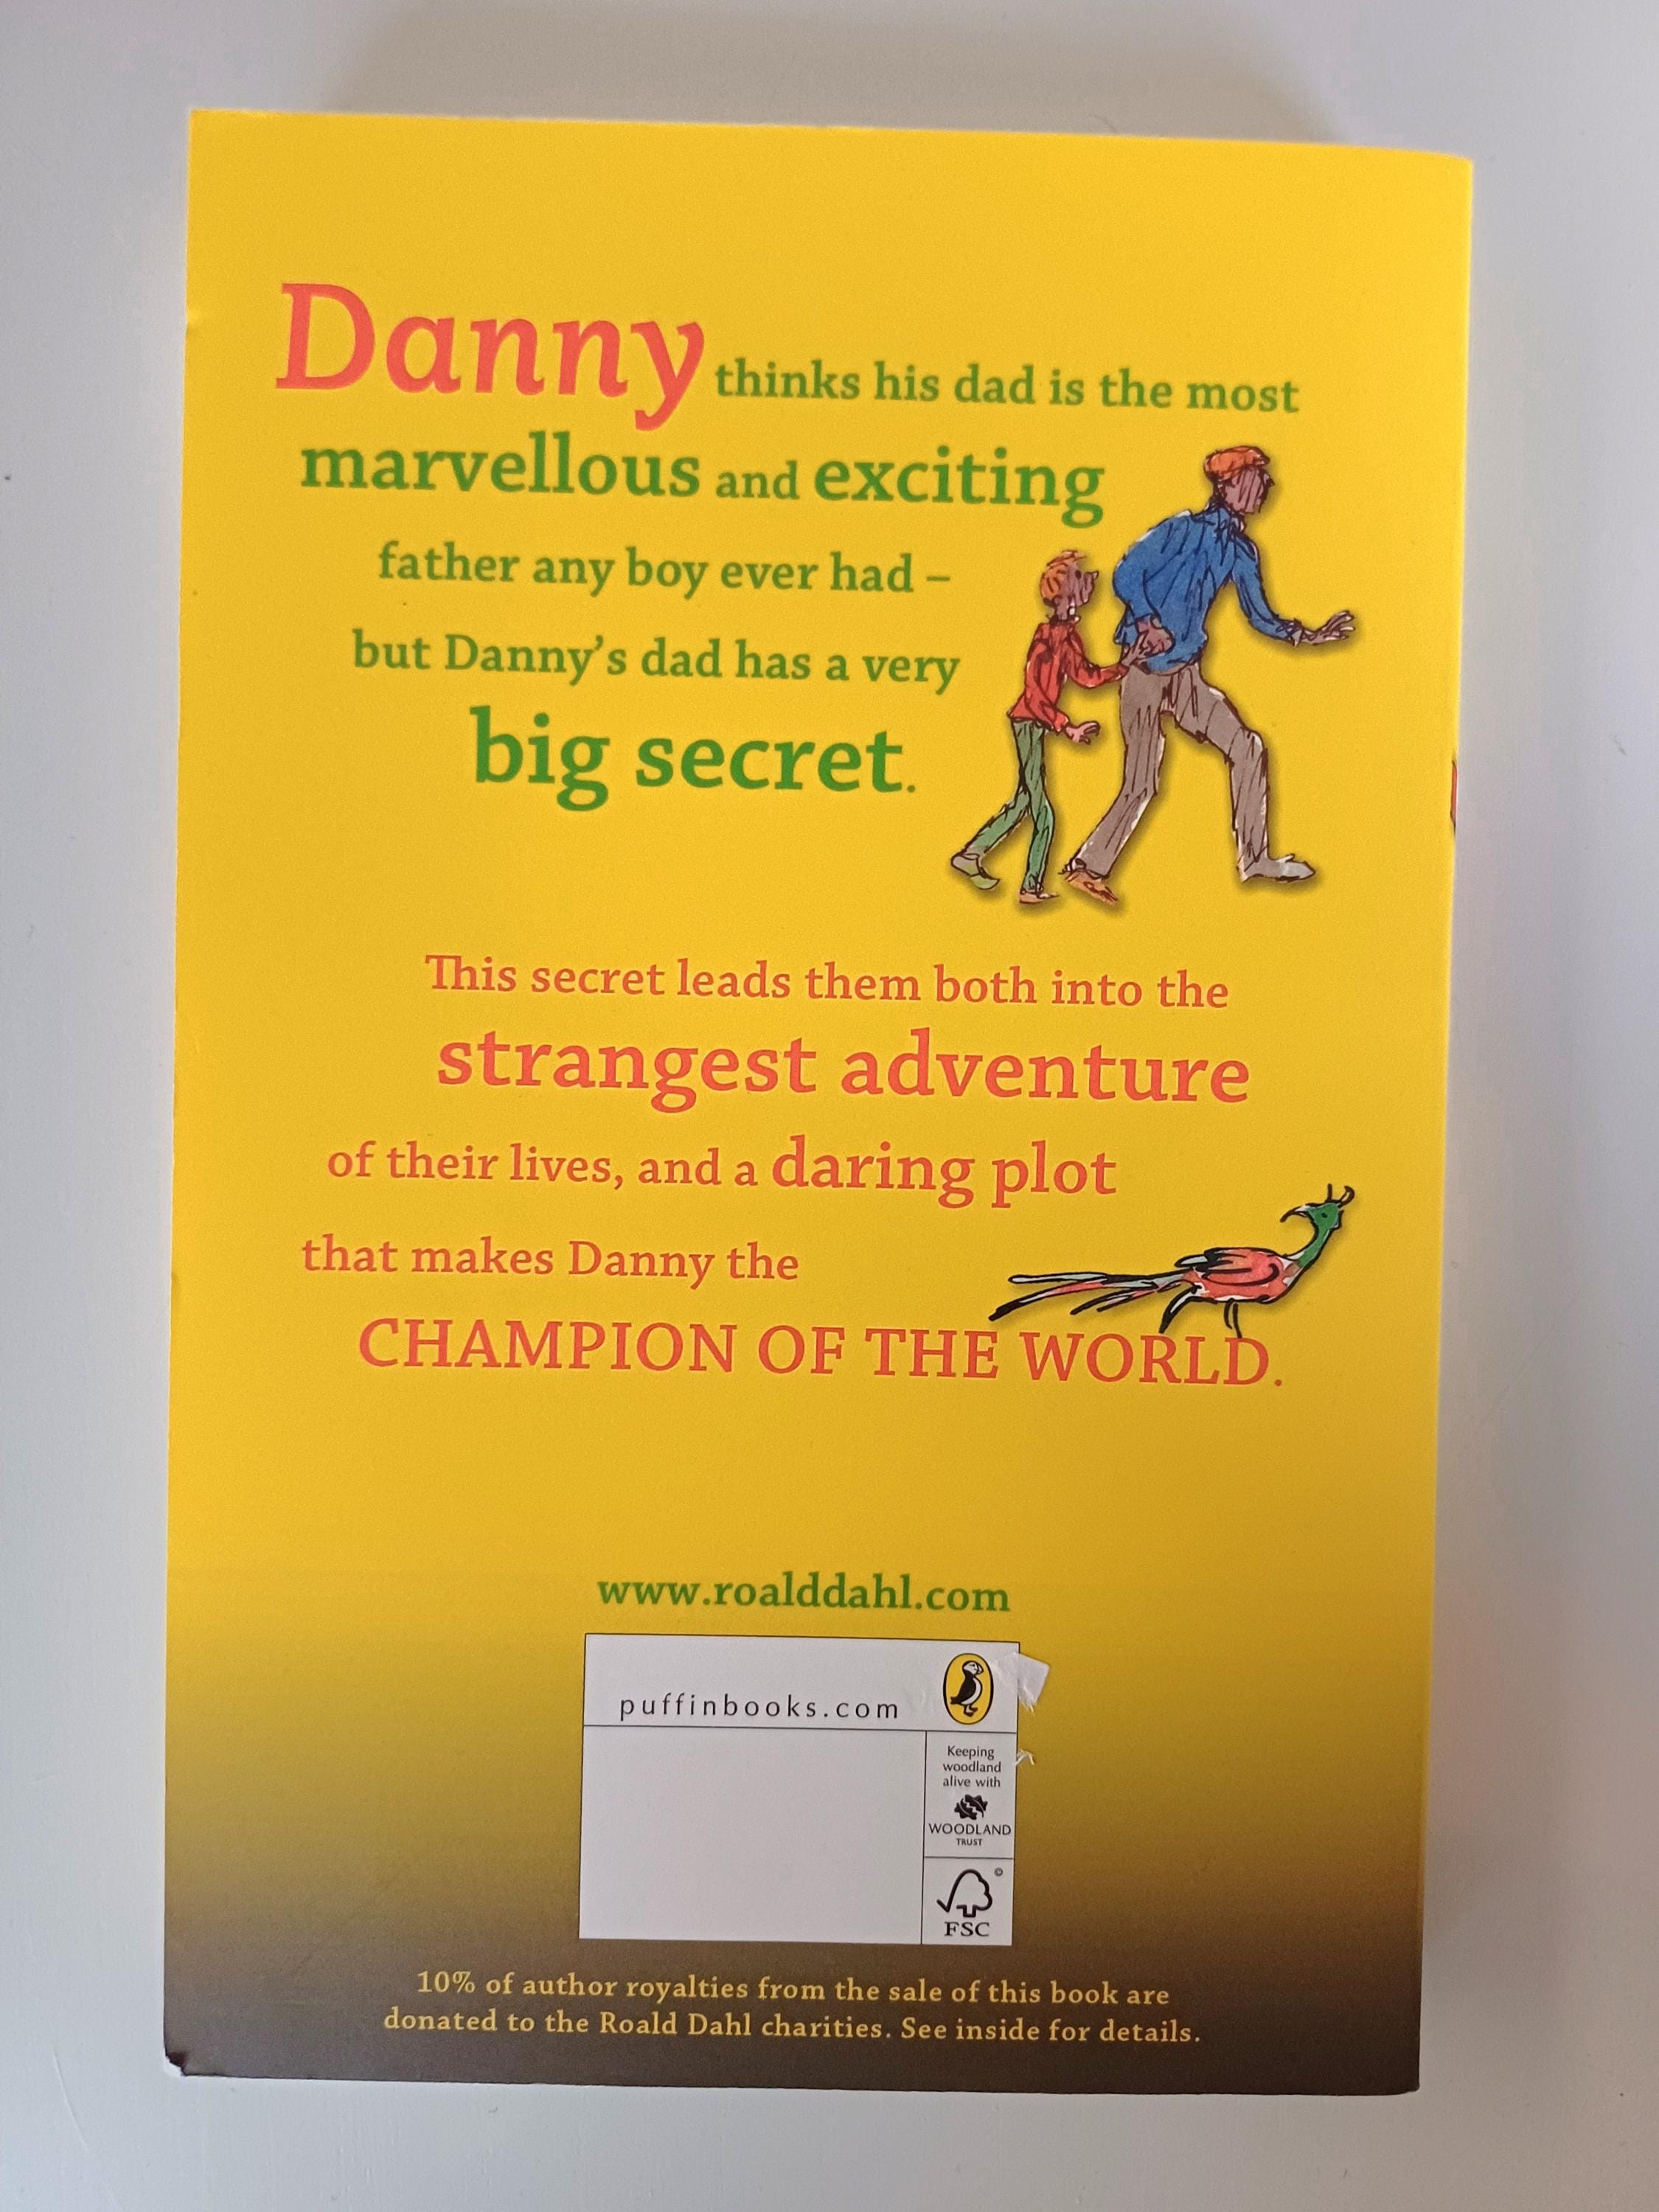 Danny thinks his dad is the most
marvellous and exciting
father any boy ever had –
but Danny's dad has a very
big secret.
This secret leads them both into the
strangest adventure
of their lives, and a daring plot
that makes Danny the
CHAMPION OF THE WORLD.
www.roalddahl.com
puffinbooks.com
Keeping
woodland
alive with
WOODLAND
TRUST
©
FSC
10% of author royalties from the sale of this book are
donated to the Roald Dahl charities. See inside for details.